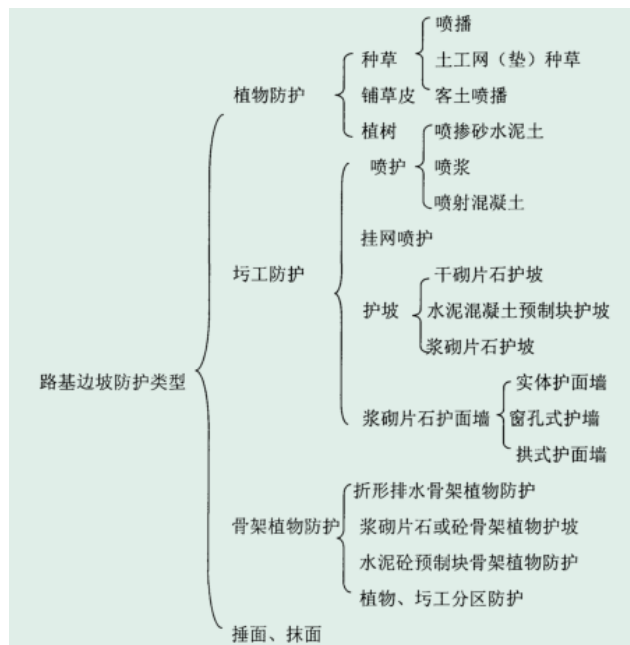 喷播
种草
土工网（垫）种草
植物防护
铺草皮
客土喷播
植树
喷掺砂水泥土
喷护
喷浆
喷射混凝土
挂网喷护
圬工防护
干砌片石护坡
护坡
水泥混凝土预制块护坡
浆砌片石护坡
路基边坡防护类型
实体护面墙
浆砌片石护面墙
窗孔式护墙
拱式护面墙
折形排水骨架植物防护
骨架植物防护
浆砌片石或砼骨架植物护坡
水泥砼预制块骨架植物防护
植物、圬工分区防护
捶面、抹面